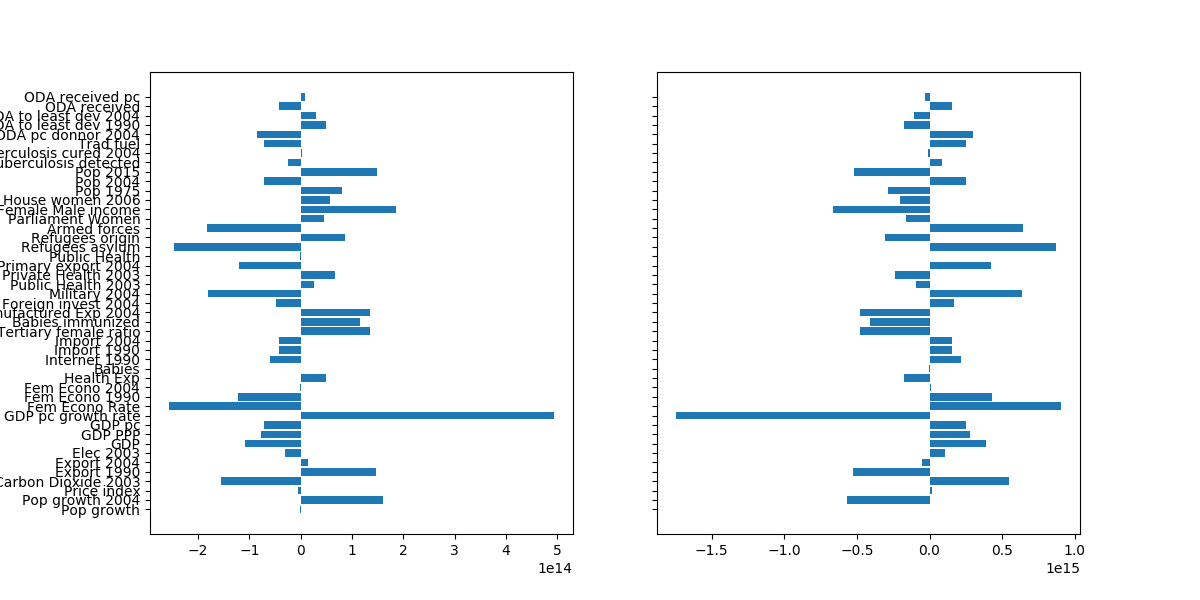 ODA received pc
ODA received
DA to least dev 2004
DA to least dev 1990
ODA pc donnor 2004
Trad fuel
erculosis cured 2004
uberculosis detected
Pop 2015
Pop 2004
Pop 1975
House women 2006
Female Male income
Parliament Women
Armed forces
Refugees origin
Refugees asylum
Public Health
Primary export 2004
Private Health 2003
Public Health 2003
Military 2004
Foreign invest 2004
nufactured Exp 2004
Babies immunized
Tertiary female ratio
Import 2004
Import 1990
Internet 1990
Babies
Health Exp
Fem Econo 2004
Fem Econo 1990
Fem Econo Rate
GDP pc growth rate
GDP pc
GDP PPP
GDP
Elec 2003
Export 2004
Export 1990
Carbon Dioxide 2003
Price index
Pop growth 2004
Pop growth
−2 −1 0 1 2 3 4 5
1e14
−1.5 −1.0 −0.5 0.0 0.5 1.0
1e15